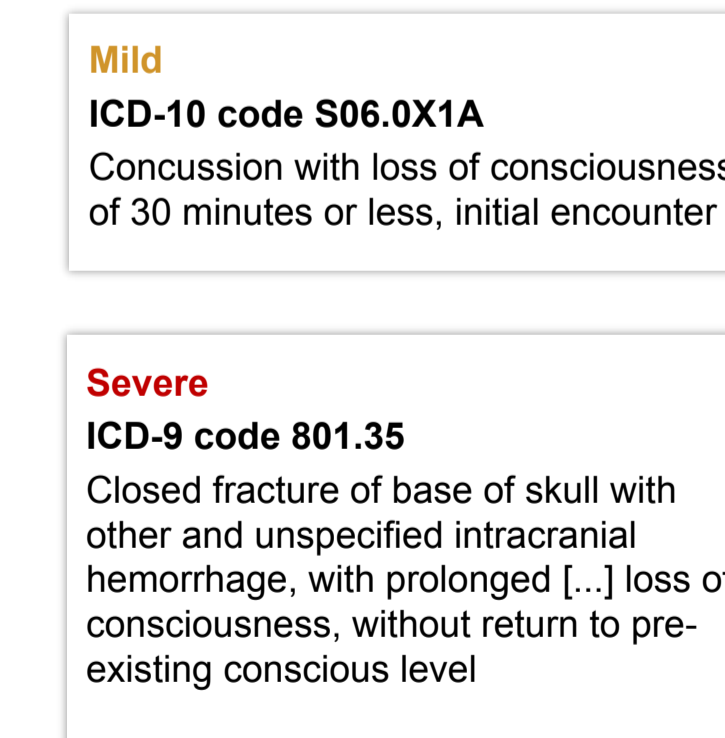 Mild
ICD-10 code S06.0X1A
Concussion with loss of consciousness
of 30 minutes or less, initial encounter
Severe
ICD-9 code 801.35
Closed fracture of base of skull with
other and unspecified intracranial
hemorrhage, with prolonged [...] loss of
consciousness, without return to pre-
existing conscious level